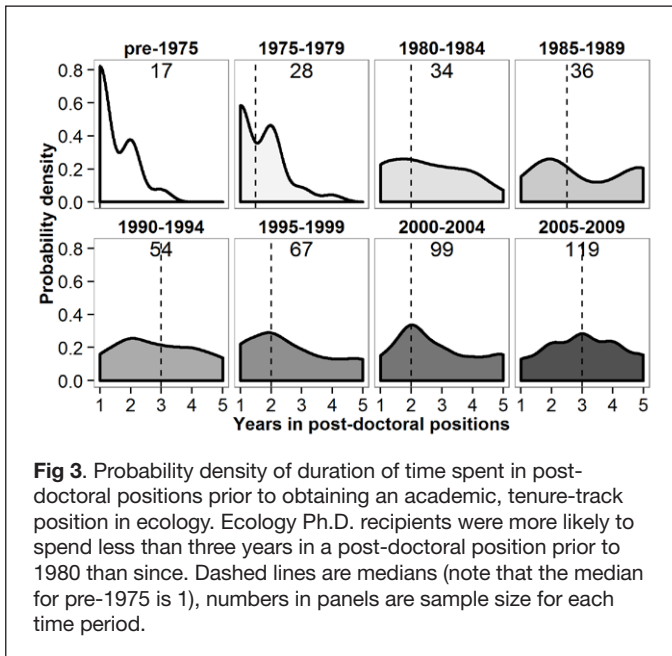 pre-1975 1975-1979 1980-1984 1985-1989
17 28 34 36
0.8
0.6
0.4
0.2
0.0
Probability density
1990-1994 1995-1999 2000-2004 2005-2009
54 67 99 119
0.8
0.6
0.4
0.2
0.0
1 2 3 4 5 1 2 3 4 5 1 2 3 4 5 1 2 3 4 5
Years in post-doctoral positions
Fig 3. Probability density of duration of time spent in post-
doctoral positions prior to obtaining an academic, tenure-track
position in ecology. Ecology Ph.D. recipients were more likely to
spend less than three years in a post-doctoral position prior to
1980 than since. Dashed lines are medians (note that the median
for pre-1975 is 1), numbers in panels are sample size for each
time period.